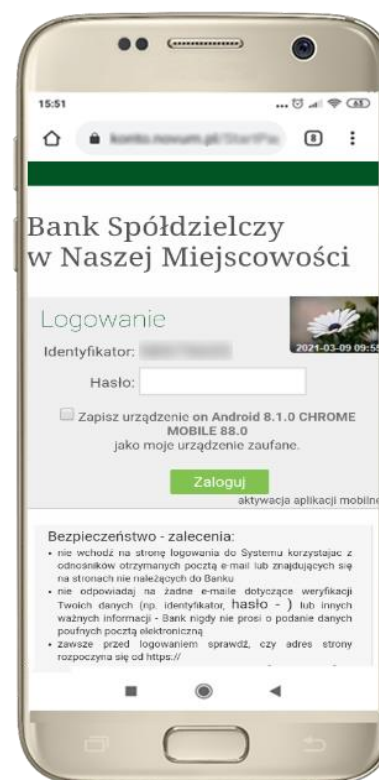 15:51
... 63
8
Bank Spółdzielczy
w Naszej Miejscowości
Logowanie
2021-03-09 09:55
Identyfikator:
Hasło:
Zapisz urządzenie on Android 8.1.0 CHROME
MOBILE 88.0
jako moje urządzenie zaufane.
Zaloguj
aktywacja aplikacji mobilne
Bezpieczeństwo - zalecenia:
• nie wchodź na stronę logowania do Systemu korzystając z
odnośników otrzymanych pocztą e-mail lub znajdujących się
na stronach nie należących do Banku
• nie odpowiadaj na żadne e-maile dotyczące weryfikacji
Twoich danych (np. identyfikator, hasło - ) lub innych
ważnych informacji - Bank nigdy nie prosi o podanie danych
poufnych pocztą elektroniczną
• zawsze przed logowaniem sprawdź, czy adres strony
rozpoczyna się od https://